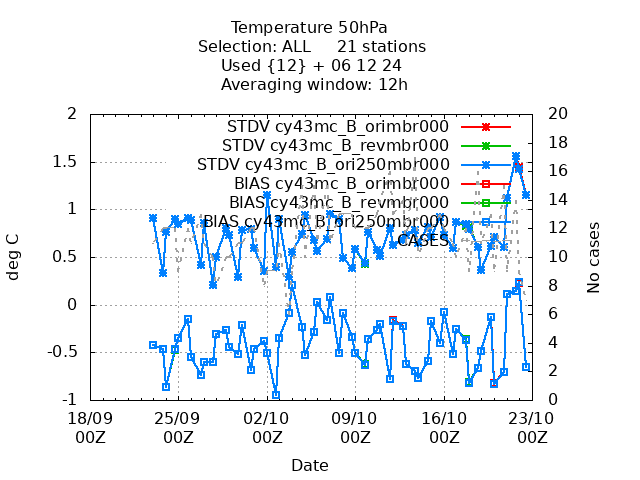 Temperature 50hPa
Selection: ALL 21 stations
Used {12} + 06 12 24
Averaging window: 12h
2
1.5
1
0.5
0
-0.5
-1
deg C
20
18
16
14
12
10
8
6
4
2
0
No cases
STDV cy43mc_B_orimbr000
STDV cy43mc_B_revmbr000
STDV cy43mc_B_ori250mbr000
BIAS cy43mc_B_orimbr000
BIAS cy43mc_B_revmbr000
BIAS cy43mc_B_ori250mbr000
CASES
18/09 25/09 02/10 09/10 16/10 23/10
00Z 00Z 00Z 00Z 00Z 00Z
Date